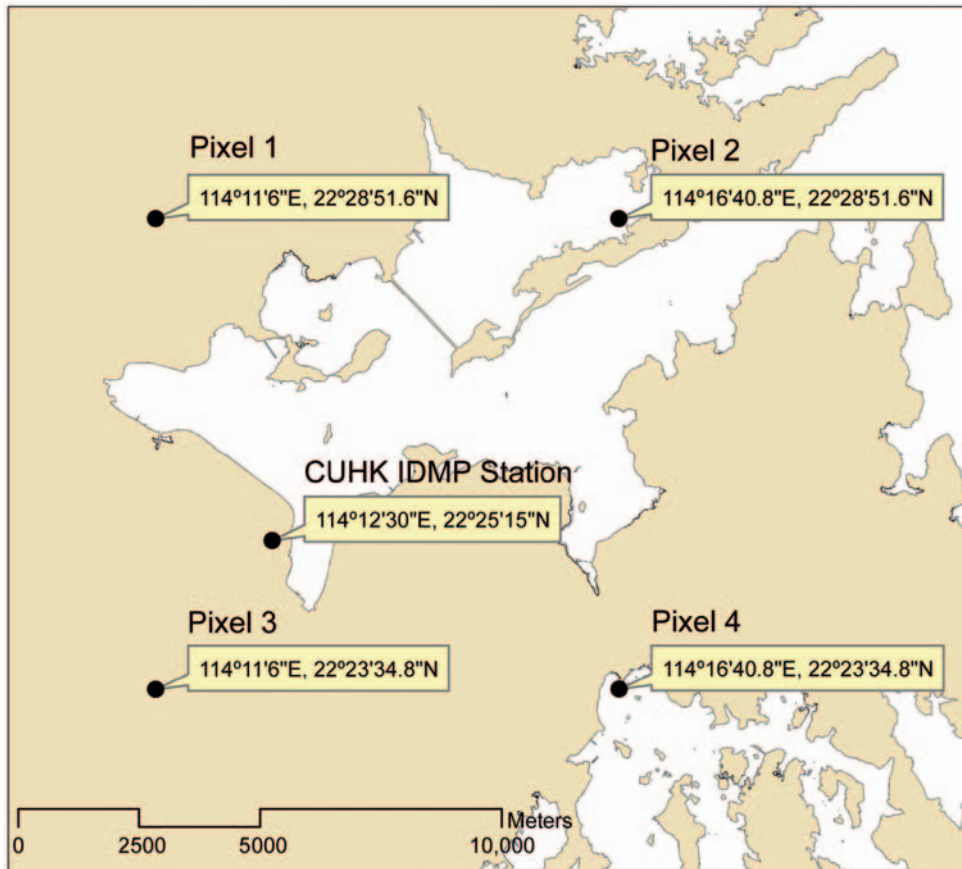 Pixel 1
114º11'6"E, 22º28'51.6"N
Pixel 2
114º16'40.8"E, 22º28'51.6"N
CUHK IDMP Station
114º12'30"E, 22º25'15"N
Pixel 3
114º11'6"E, 22º23'34.8"N
Pixel 4
114º16'40.8"E, 22º23'34.8"N
Meters
0 2500 5000 10,000